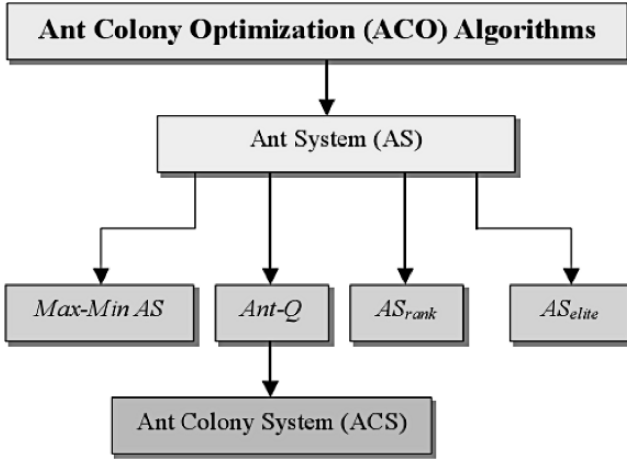 Ant Colony Optimization (ACO) Algorithms
Ant System (AS)
Max-Min AS
Ant-Q
ASrank
ASelite
Ant Colony System (ACS)